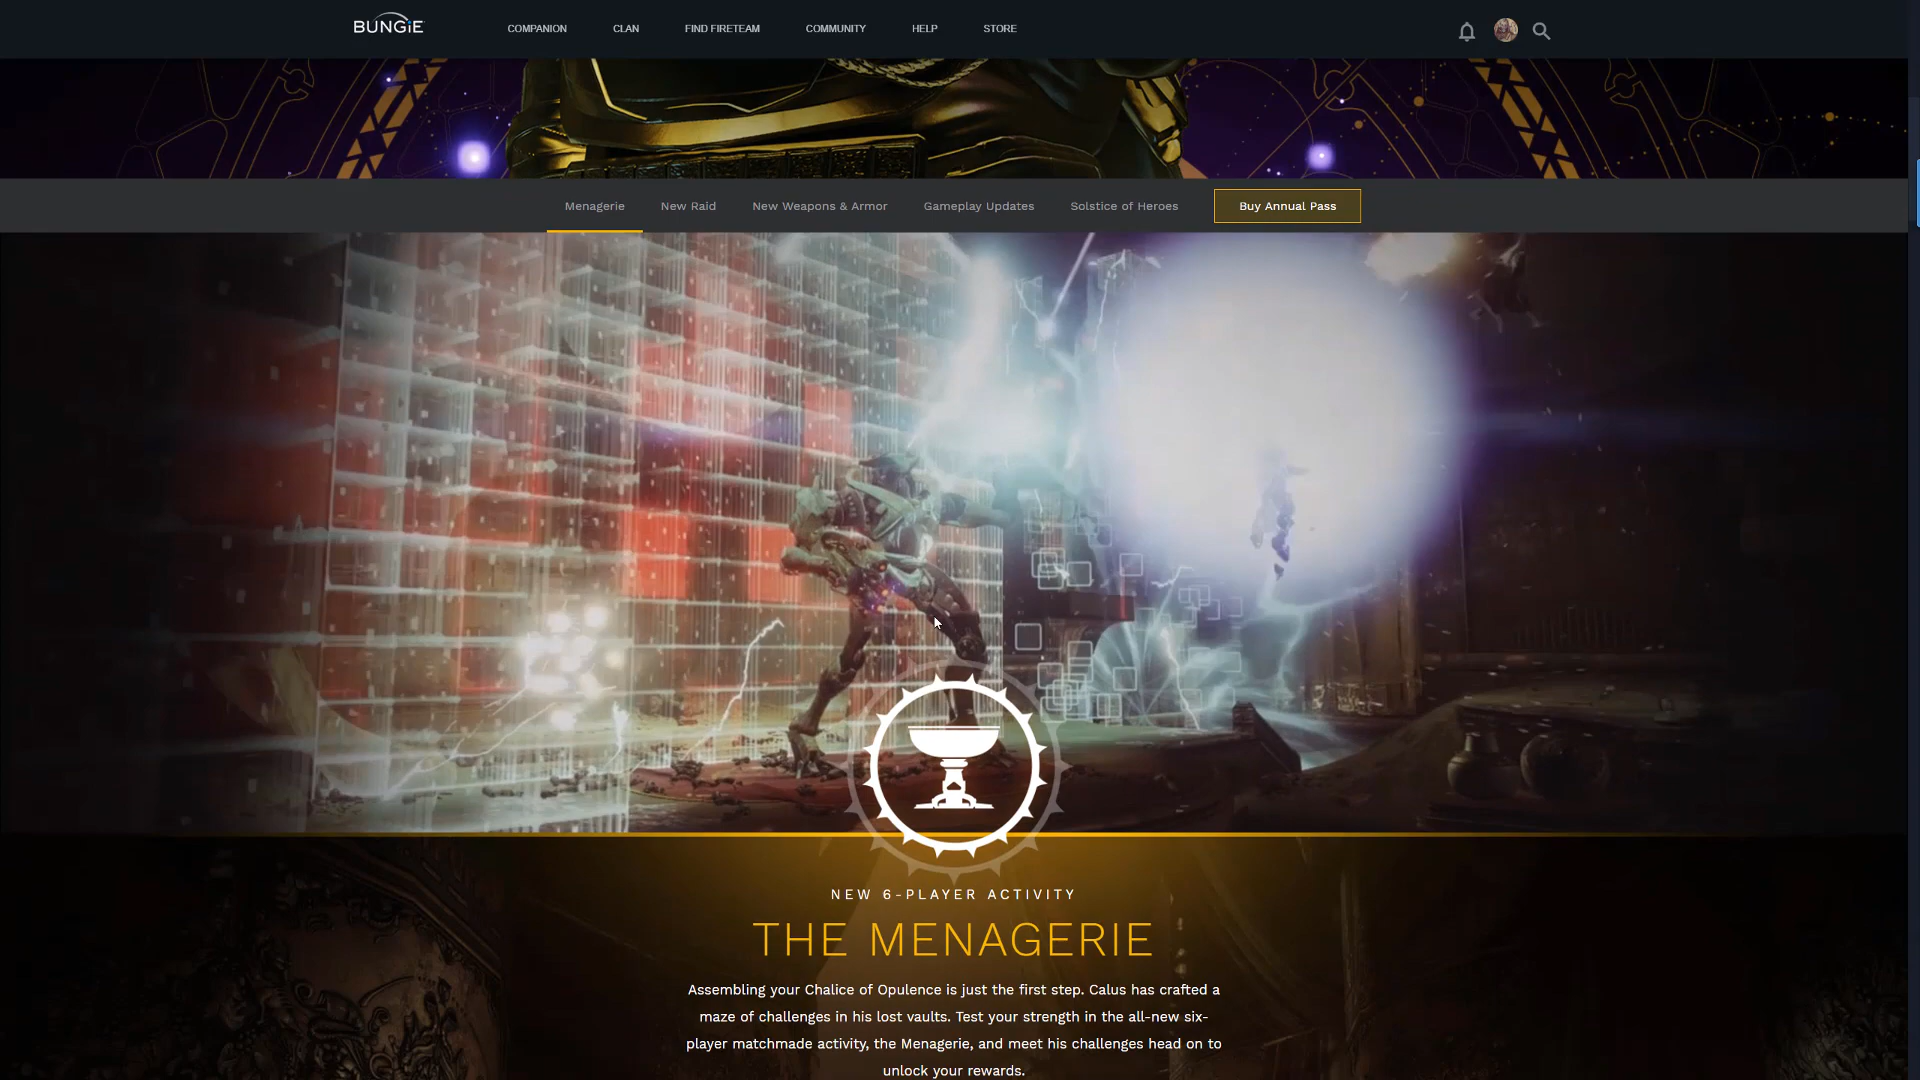 BUNGiE
COMPANION CLAN FIND FIRETEAM COMMUNITY HELP STORE
Menagerie New Raid New Weapons & Armor Gameplay Updates Solstice of Heroes Buy Annual Pass
NEW 6-PLAYER ACTIVITY
THE MENAGERIE
Assembling your Chalice of Opulence is just the first step. Calus has crafted a
maze of challenges in his lost vaults. Test your strength in the all-new six-
player matchmade activity, the Menagerie, and meet his challenges head on to
unlock your rewards.